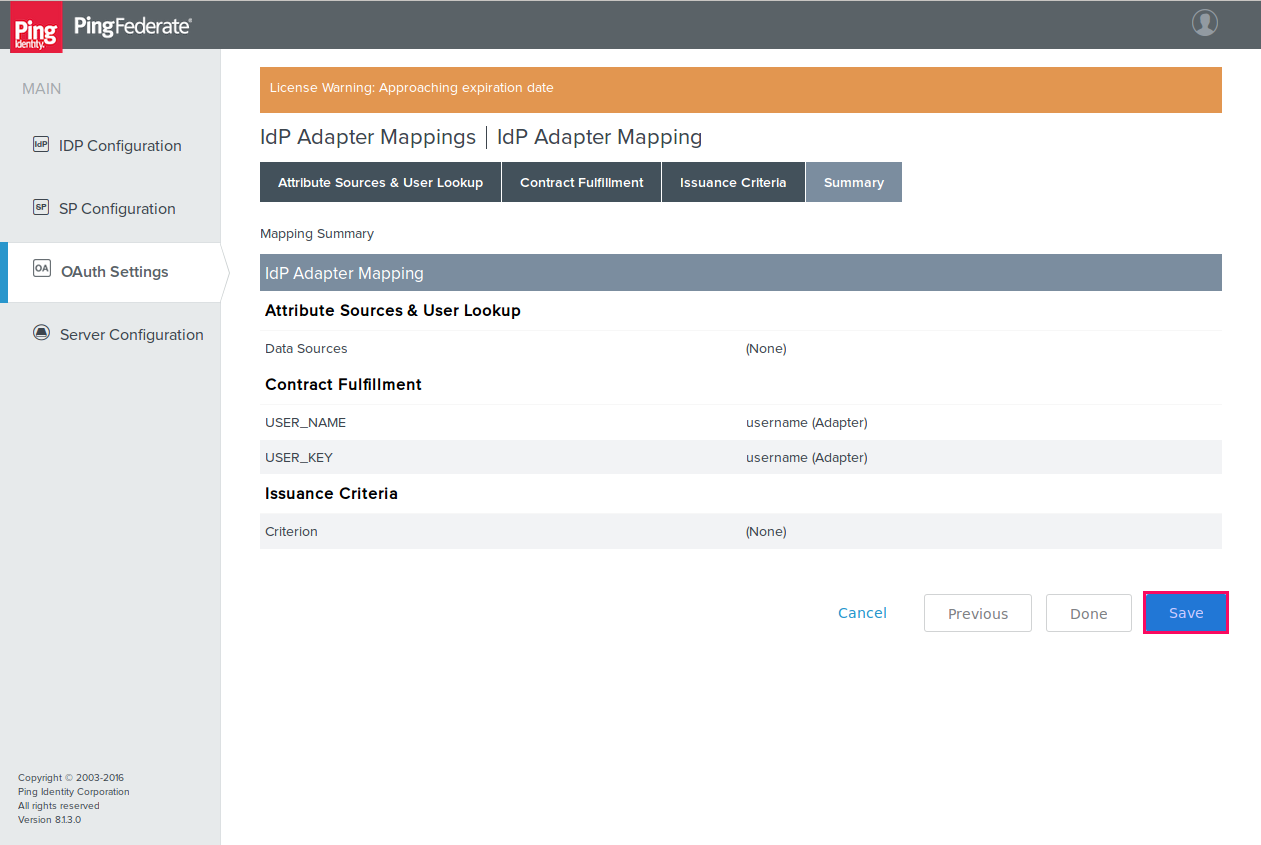 Ping
Identity.
PingFederate®
MAIN
IdP IDP Configuration
SP SP Configuration
OA OAuth Settings
Server Configuration
License Warning: Approaching expiration date
IdP Adapter Mappings | IdP Adapter Mapping
Attribute Sources & User Lookup Contract Fulfillment Issuance Criteria Summary
Mapping Summary
IdP Adapter Mapping
Attribute Sources & User Lookup
Data Sources (None)
Contract Fulfillment
USER_NAME username (Adapter)
USER_KEY username (Adapter)
Issuance Criteria
Criterion (None)
Cancel Previous Done Save
Copyright © 2003-2016
Ping Identity Corporation
All rights reserved
Version 8.1.3.0